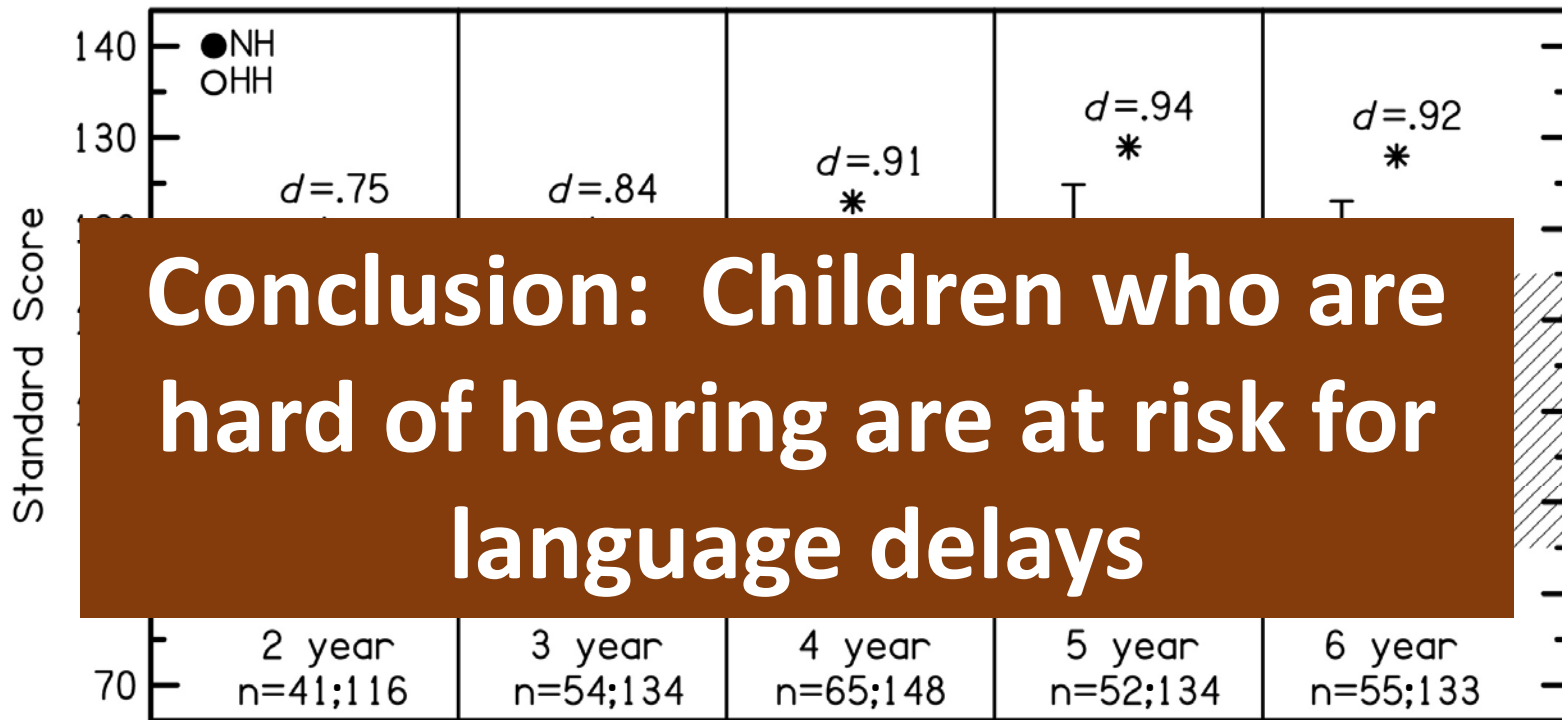 140
●NH
○HH
130
d=.75
d=.84
d=.91
*
d=.94
*
d=.92
*
Standard Score
Conclusion:  Children who are
hard of hearing are at risk for
language delays
70
2 year
n=41;116
3 year
n=54;134
4 year
n=65;148
5 year
n=52;134
6 year
n=55;133